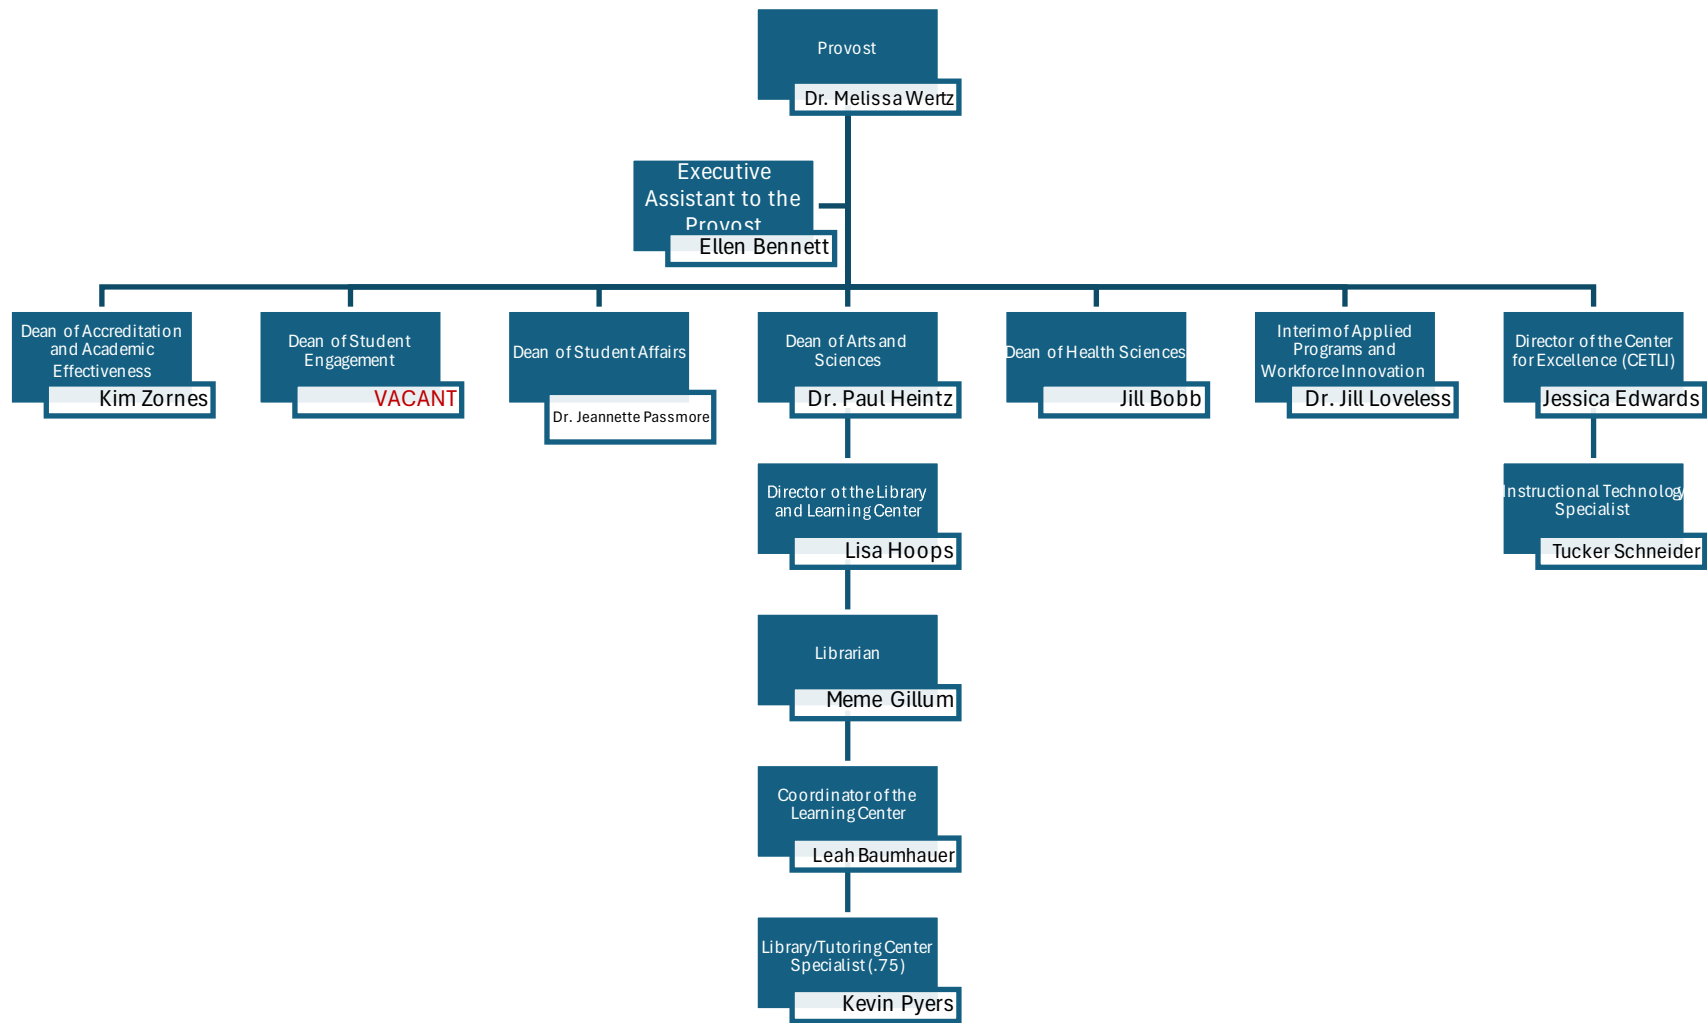 Provost
Dr. Melissa Wertz
Executive
Assistant to the
Provost
Ellen Bennett
Dean of Accreditation
and Academic
Effectiveness
Kim Zornes
Dean of Student
Engagement
VACANT
Dean of Student Affairs
Dr. Jeannette Passmore
Dean of Arts and
Sciences
Dr. Paul Heintz
Dean of Health Sciences
Jill Bobb
Interim of Applied
Programs and
Workforce Innovation
Dr. Jill Loveless
Director of the Center
for Excellence (CETLI)
Jessica Edwards
Director ot the Library
and Learning Center
Lisa Hoops
Instructional Technology
Specialist
Tucker Schneider
Librarian
Meme Gillum
Coordinator of the
Learning Center
Leah Baumhauer
Library/Tutoring Center
Specialist (.75)
Kevin Pyers